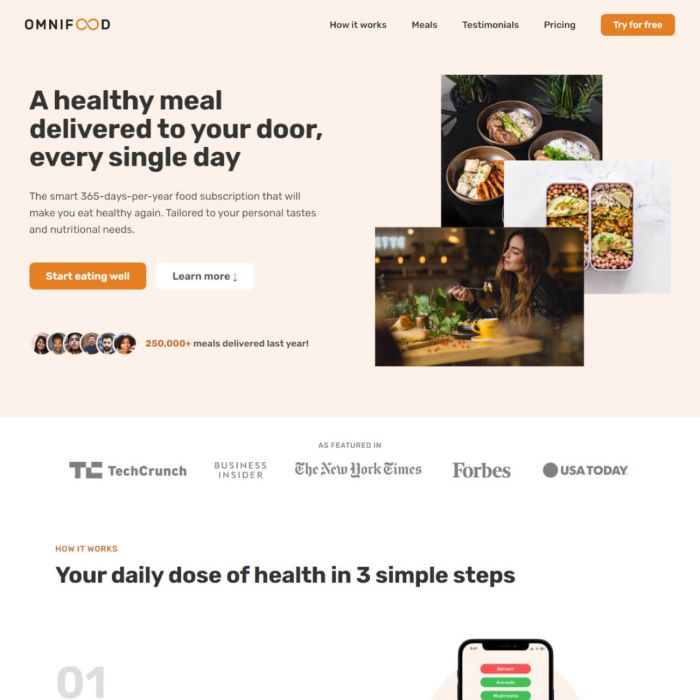 OMNIFOOD
How it works
Meals
Testimonials
Pricing
Try for free
A healthy meal
delivered to your door,
every single day
The smart 365-days-per-year food subscription that will
make you eat healthy again. Tailored to your personal tastes
and nutritional needs.
Start eating well
Learn more ↓
250,000+ meals delivered last year!
AS FEATURED IN
TechCrunch
BUSINESS
INSIDER
The New York Times
Forbes
USA TODAY
HOW IT WORKS
Your daily dose of health in 3 simple steps
01
Avocado
Mushrooms